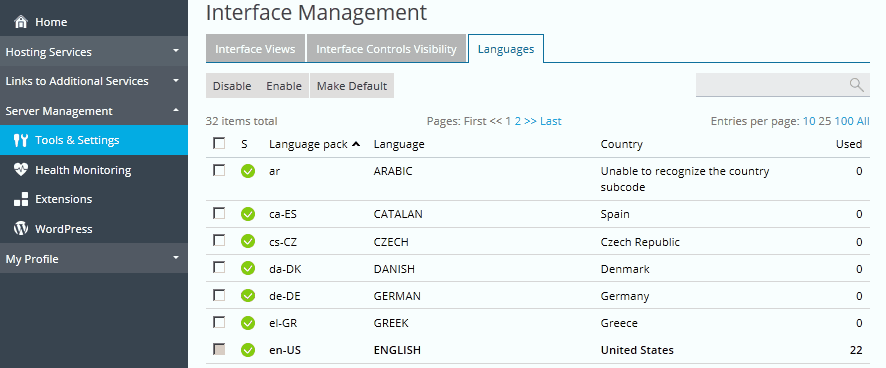 Interface Management
Home
Hosting Services
Links to Additional Services
Server Management
Tools & Settings
Health Monitoring
Extensions
WordPress
My Profile
Interface Views Interface Controls Visibility Languages
Disable Enable Make Default
32 items total Pages: First << 1 2 >> Last Entries per page: 10 25 100 All
S Language pack Language Country Used
ar ARABIC Unable to recognize the country 0
subcode
ca-ES CATALAN Spain 0
cs-CZ CZECH Czech Republic 0
da-DK DANISH Denmark 0
de-DE GERMAN Germany 0
el-GR GREEK Greece 0
en-US ENGLISH United States 22